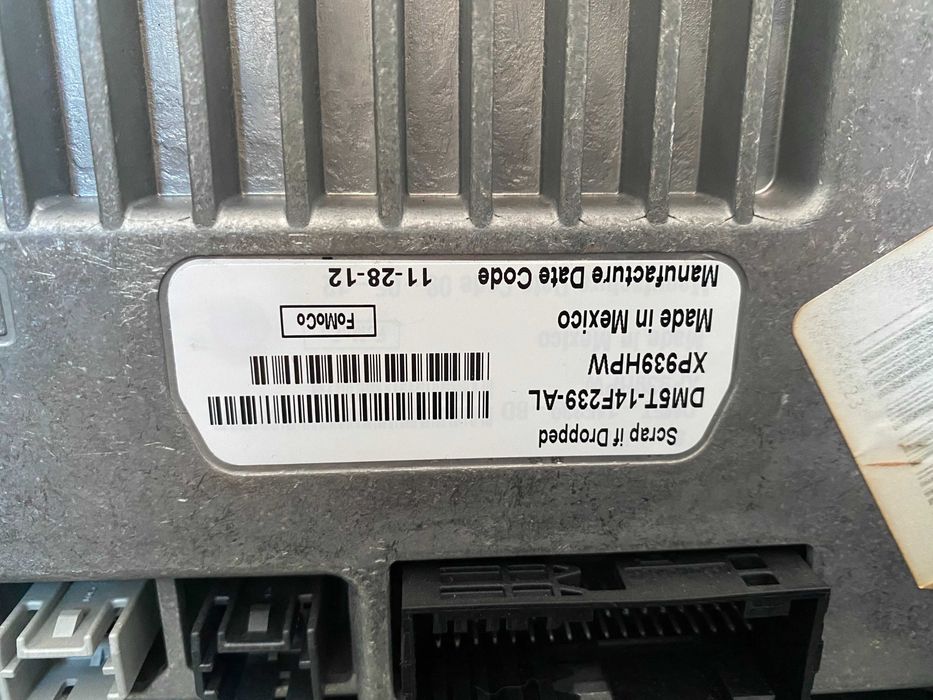 Scrap if Dropped
DM5T-14F239-AL
XP939HPW
Made in Mexico FoMoCo
Manufacture Date Code 11-28-12